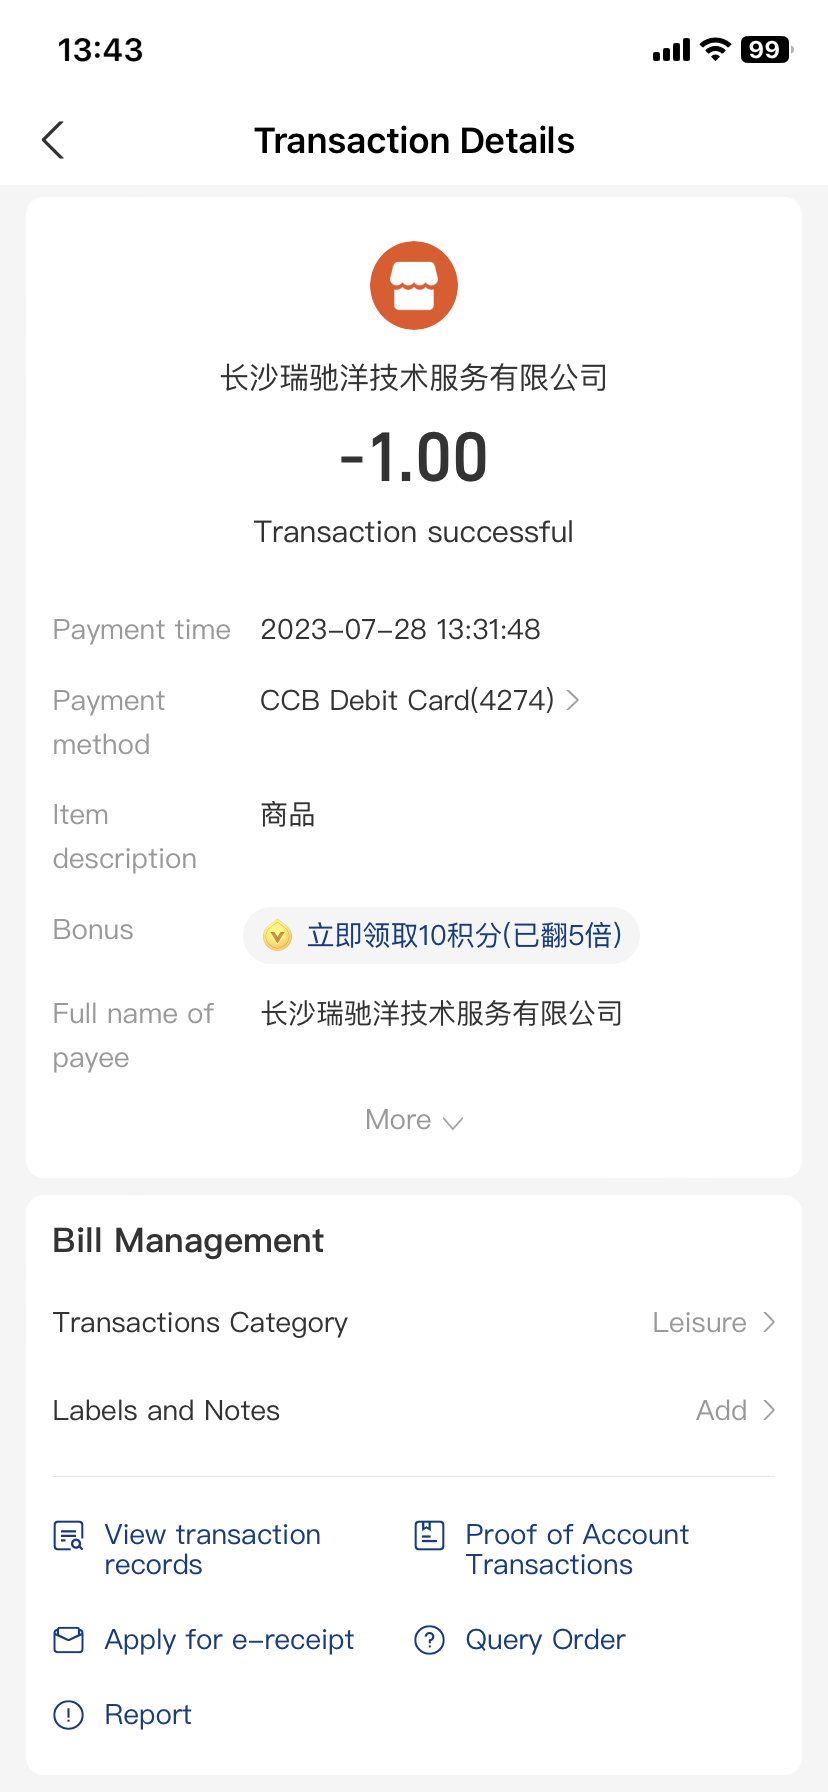 13:43
99
Transaction Details
长沙瑞驰洋技术服务有限公司
-1.00
Transaction successful
Payment time 2023-07-28 13:31:48
Payment method CCB Debit Card(4274)
Item description 商品
Bonus 立即领取10积分(已翻5倍)
Full name of payee 长沙瑞驰洋技术服务有限公司
More
Bill Management
Transactions Category Leisure
Labels and Notes Add
View transaction records
Proof of Account Transactions
Apply for e-receipt
Query Order
Report